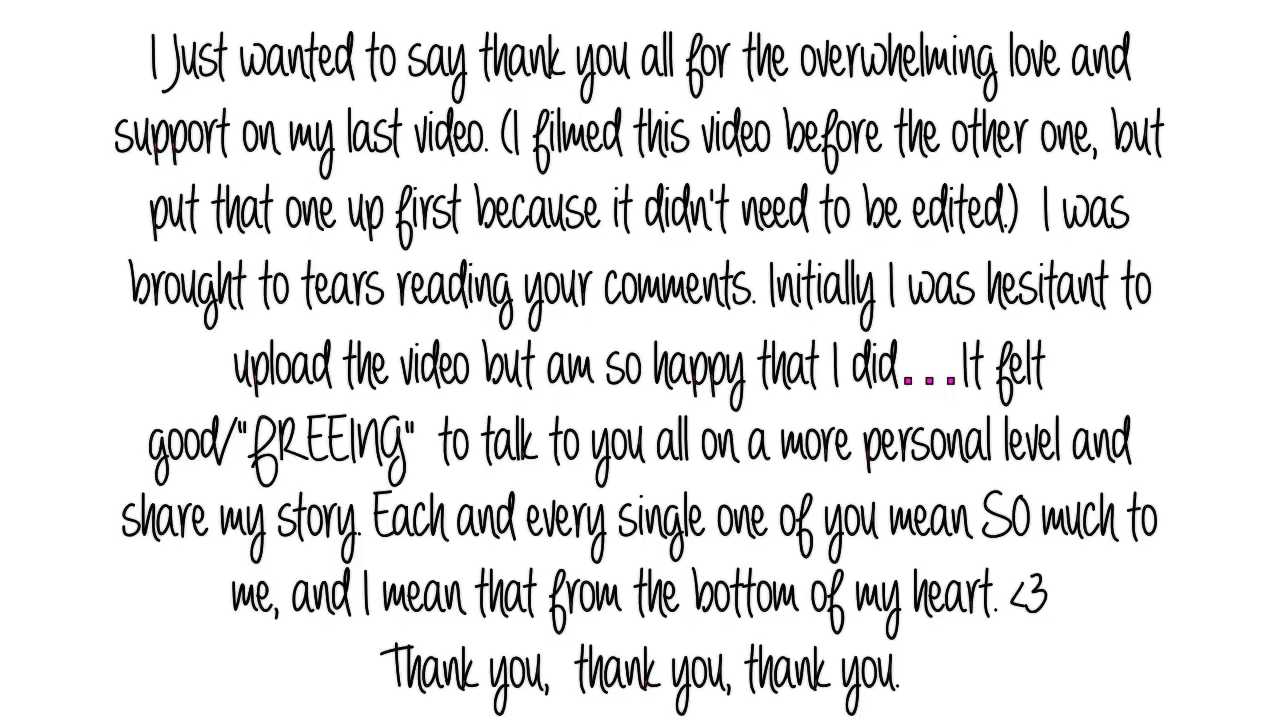 I Just wanted to say thank you all for the overwhelming love and
support on my last video. (I filmed this video before the other one, but
put that one up first because it didn't need to be edited.) I was
brought to tears reading your comments. Initially I was hesitant to
upload the video but am so happy that I did...It felt
good/"FREEING" to talk to you all on a more personal level and
share my story. Each and every single one of you mean SO much to
me, and I mean that from the bottom of my heart. <3
Thank you, thank you, thank you.